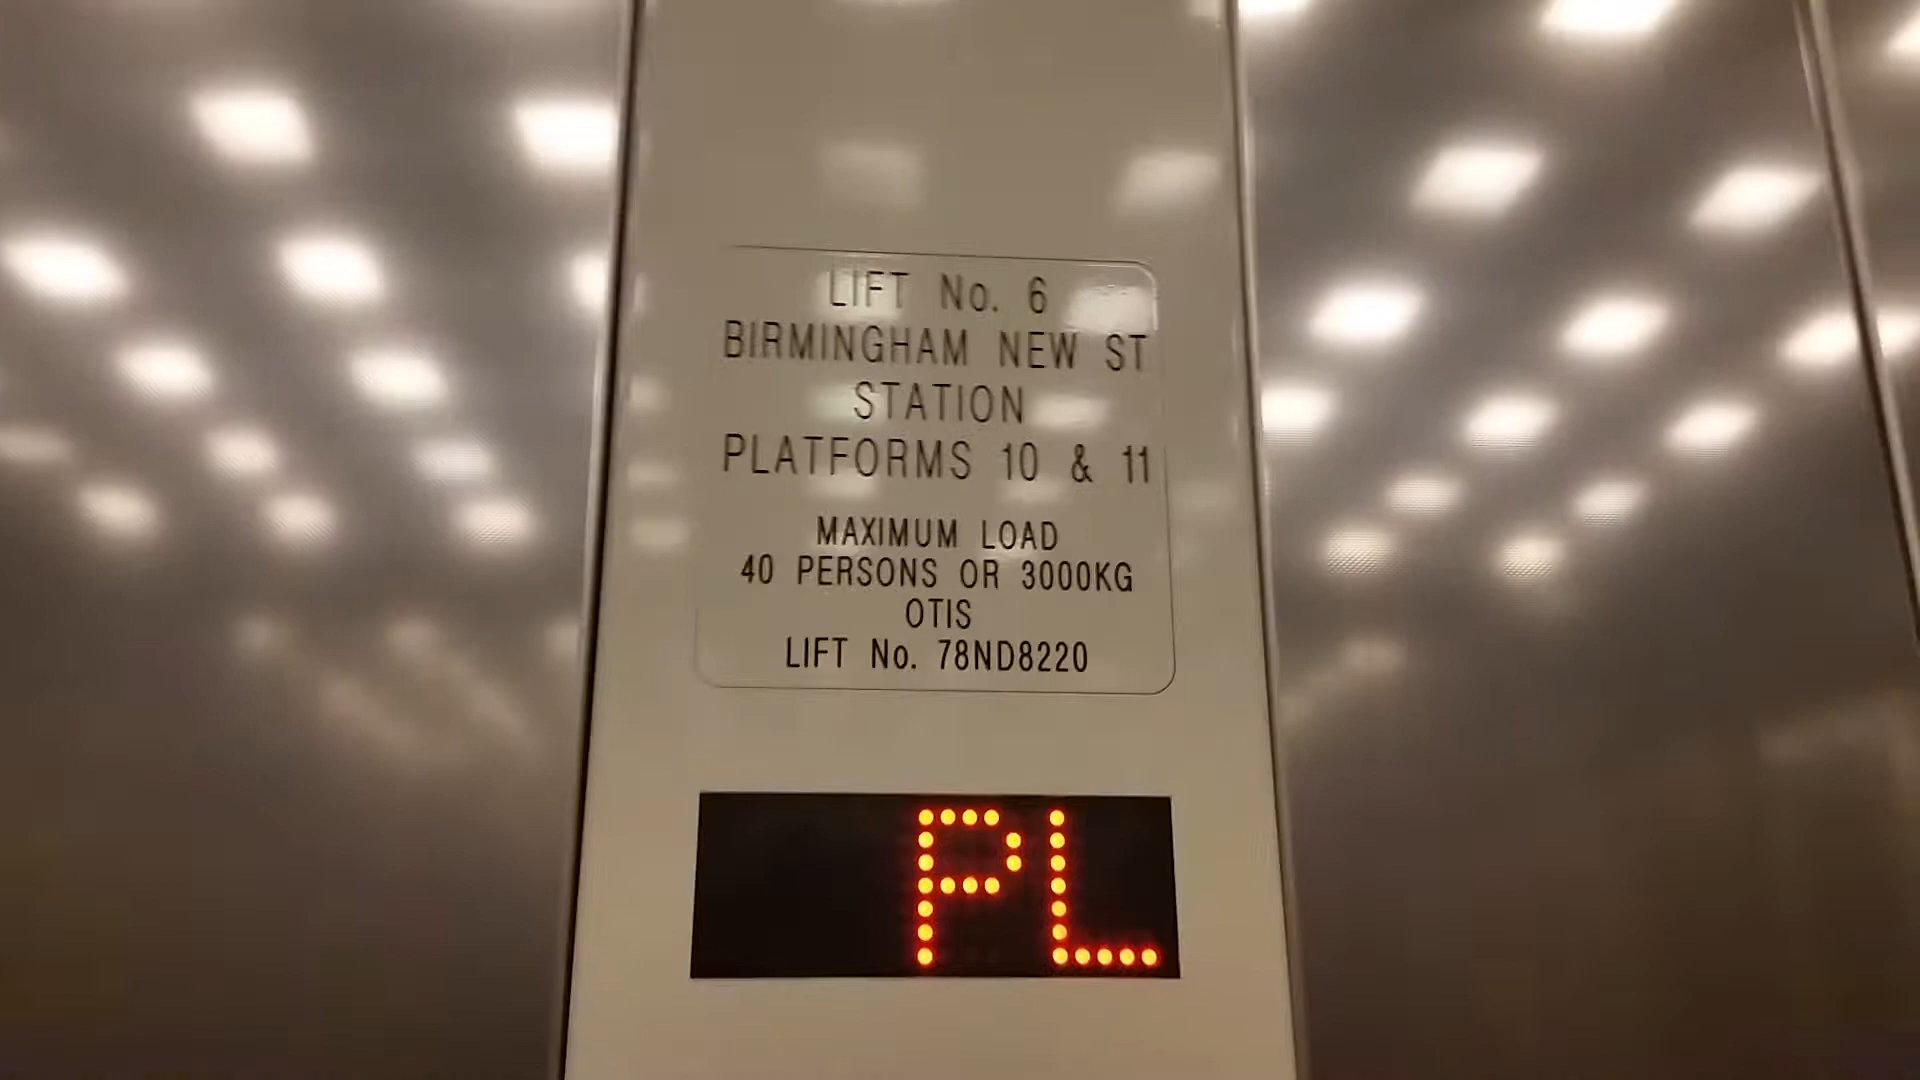 LIFT No. 6
BIRMINGHAM NEW ST
STATION
PLATFORMS 10 & 11
MAXIMUM LOAD
40 PERSONS OR 3000KG
OTIS
LIFT No. 78ND8220
PL